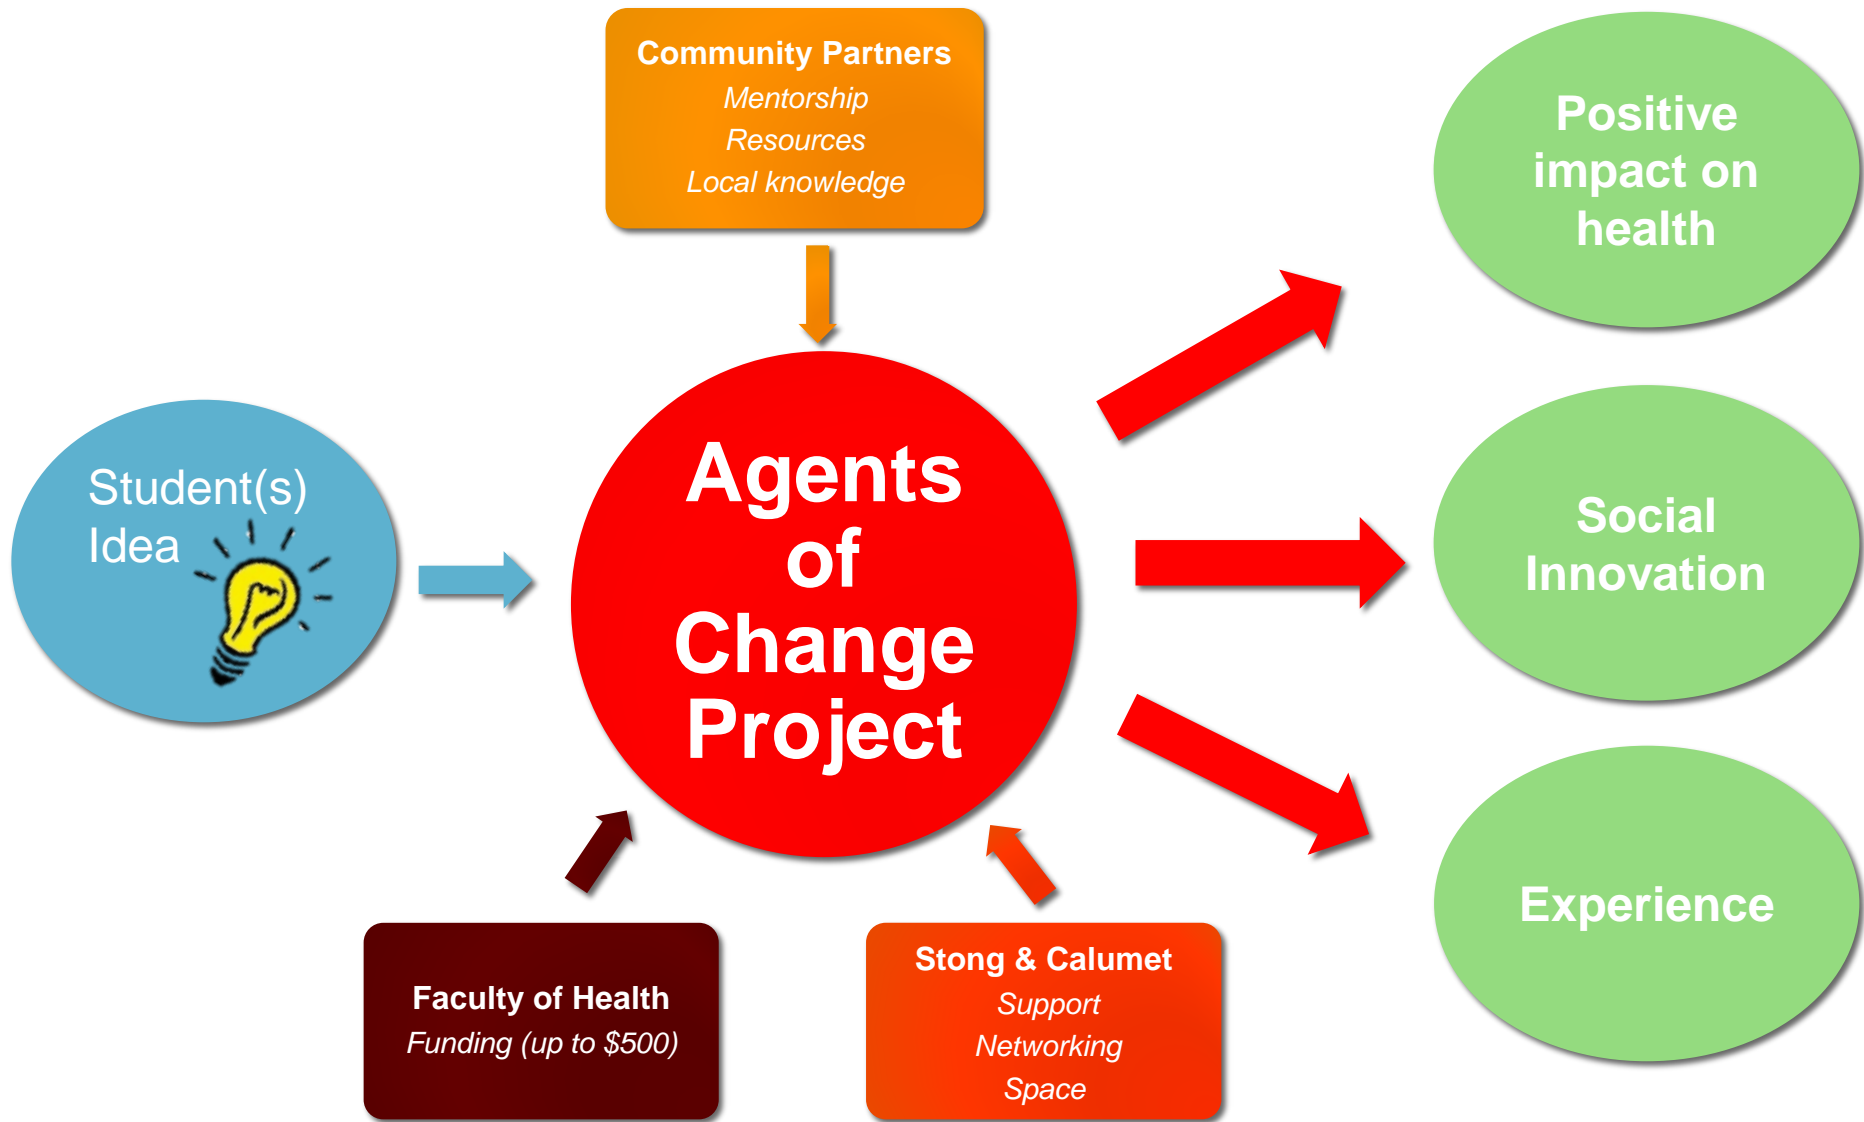 Community Partners
Mentorship
Resources
Local knowledge
Student(s)
Idea
Agents
of
Change
Project
Positive
impact on
health
Social
Innovation
Experience
Faculty of Health
Funding (up to $500)
Stong & Calumet
Support
Networking
Space